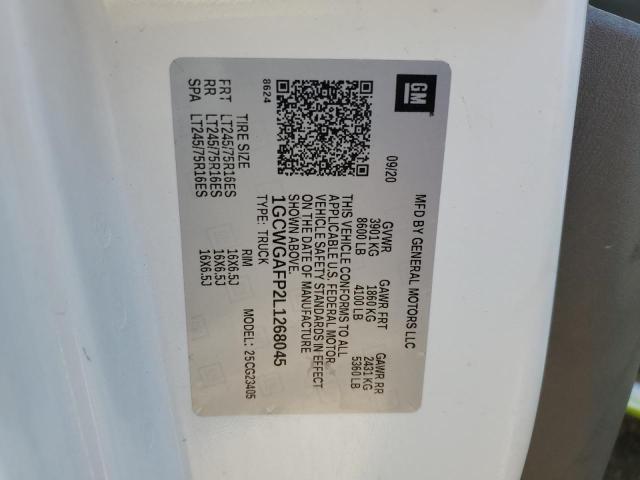 GM
MFD BY GENERAL MOTORS LLC
09/20 GVWR GAWR FRT GAWR RR
3901 KG 1860 KG 2431 KG
8600 LB 4100 LB 5360 LB
THIS VEHICLE CONFORMS TO ALL
APPLICABLE U.S. FEDERAL MOTOR
VEHICLE SAFETY STANDARDS IN EFFECT
ON THE DATE OF MANUFACTURE
SHOWN ABOVE.
1GCWGAFP2L1268045
TYPE: TRUCK MODEL: 25CG23405
8624 TIRE SIZE RIM
FRT LT245/75R16ES 16X6.5J
RR LT245/75R16ES 16X6.5J
SPA LT245/75R16ES 16X6.5J